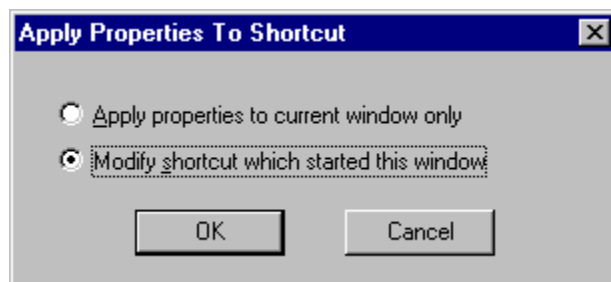 Apply Properties To Shortcut
Apply properties to current window only
Modify shortcut which started this window
OK
Cancel